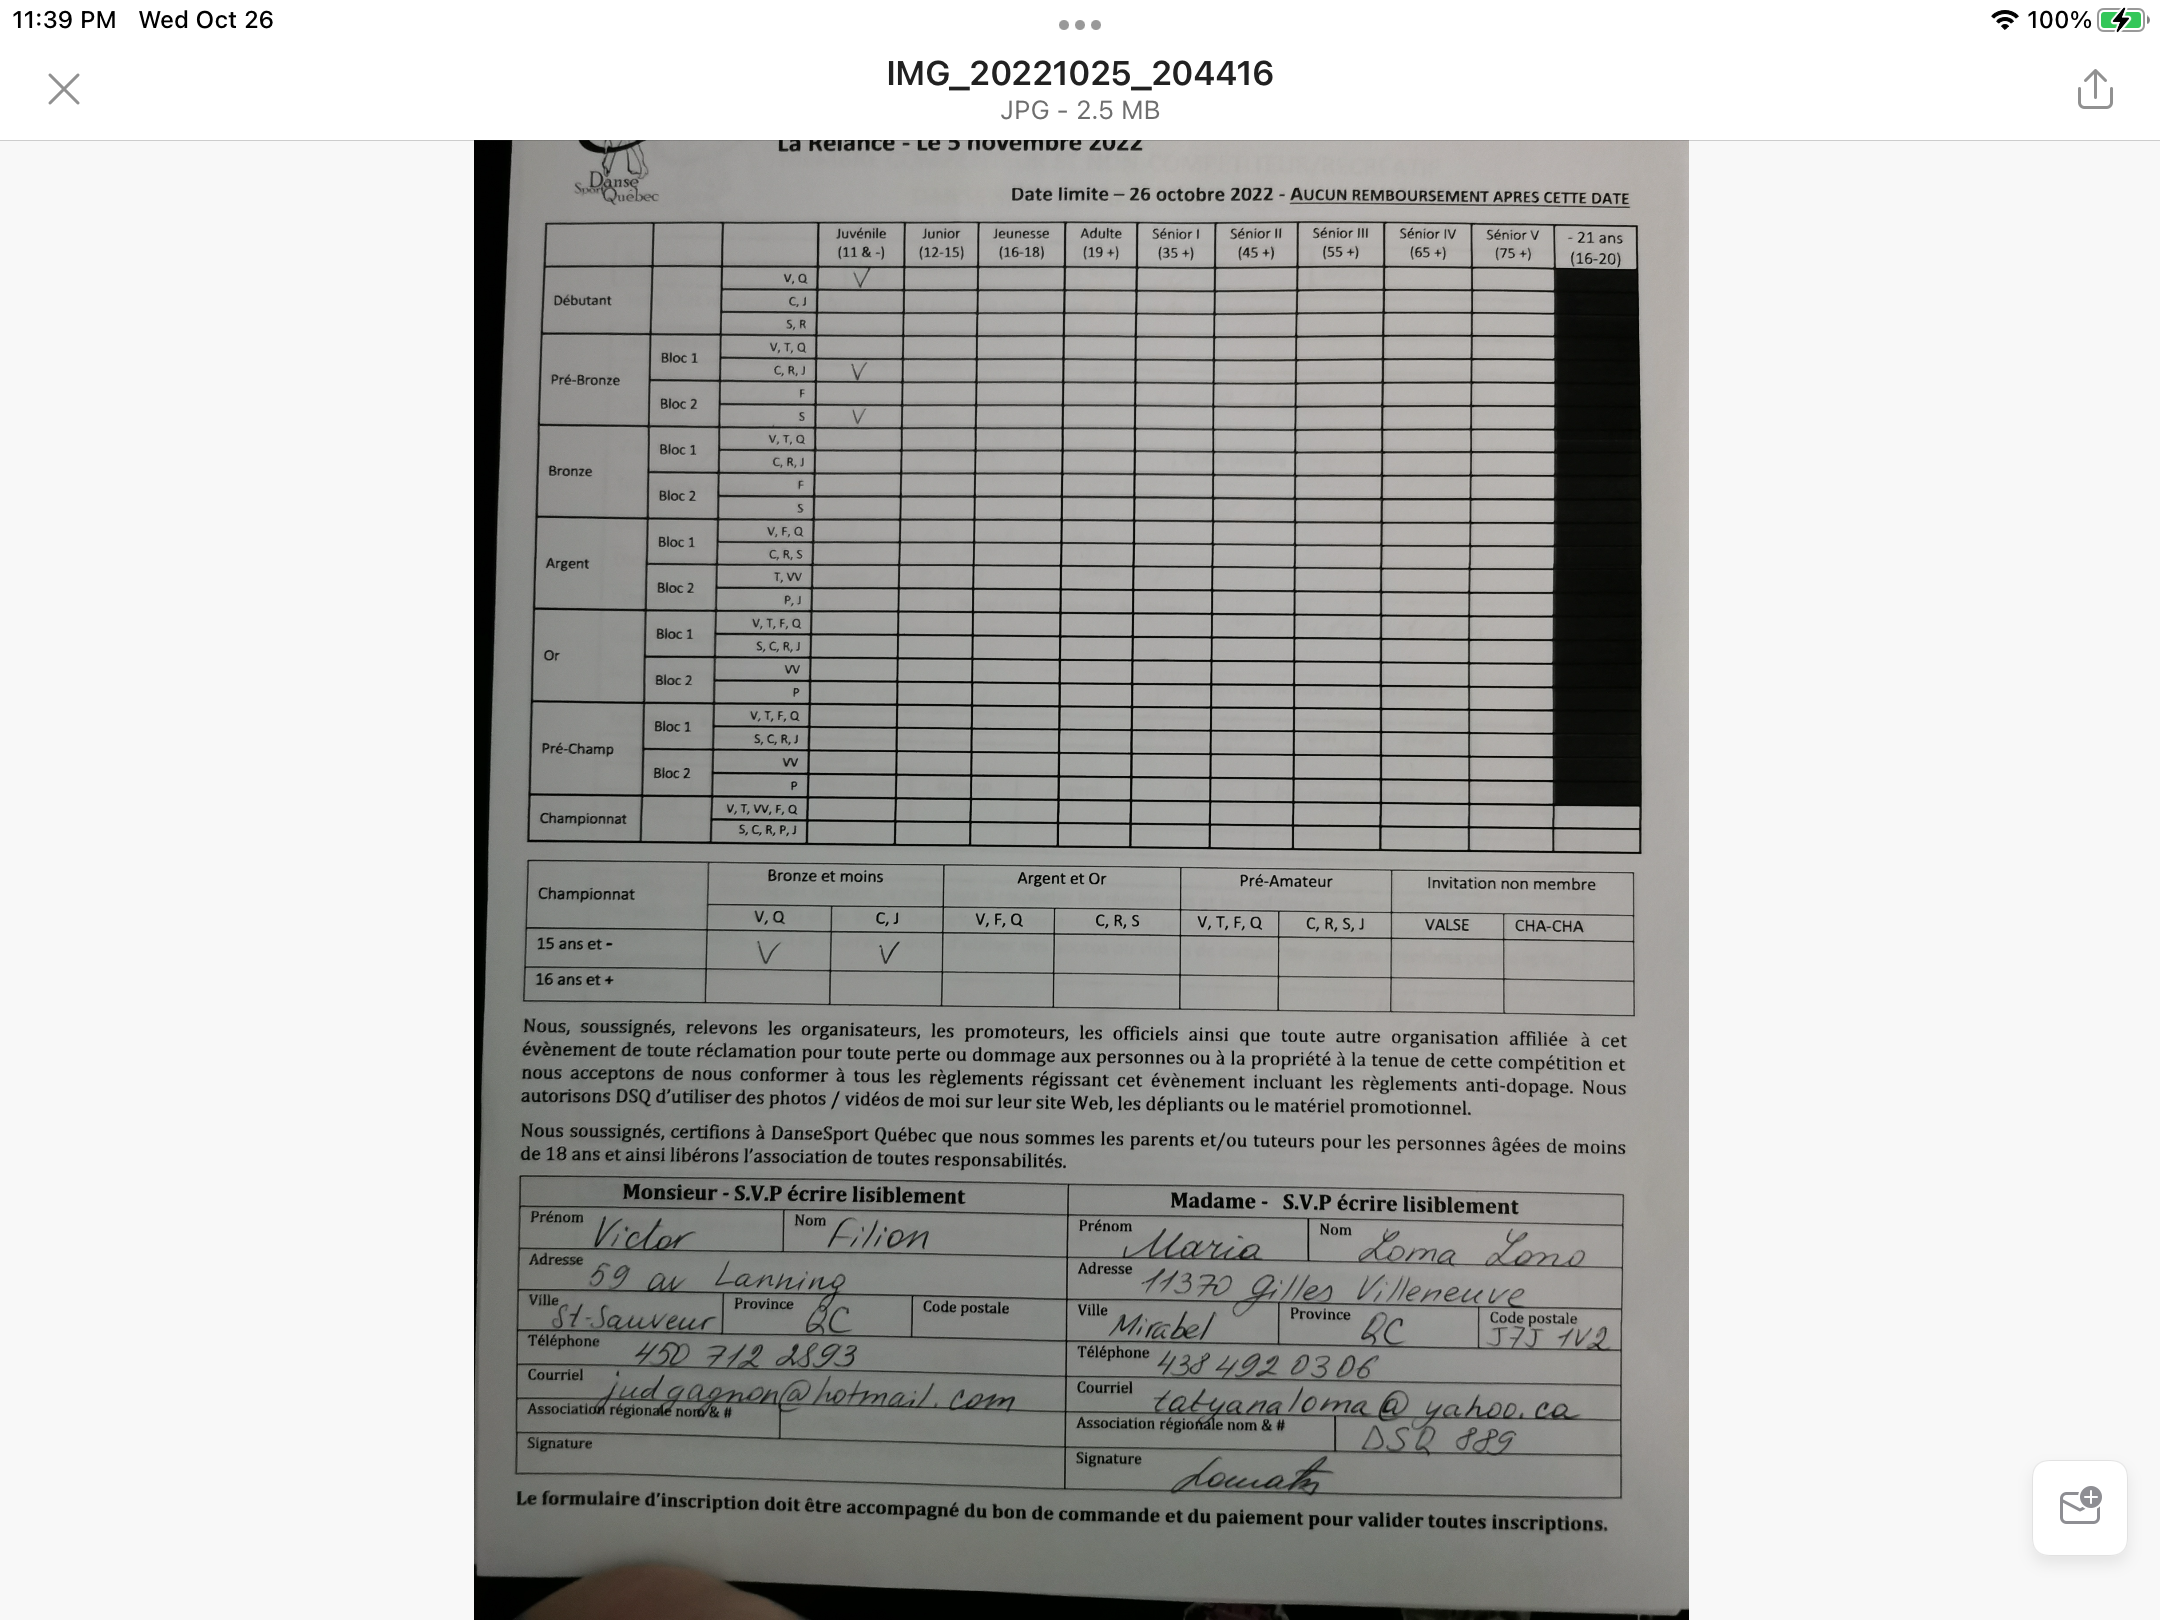 11:39 PM Wed Oct 26
100%
IMG_20221025_204416
JPG - 2.5 MB
La Relance - Le 5 novembre 2022
Danse
Sport Québec
Date limite – 26 octobre 2022 - AUCUN REMBOURSEMENT APRES CETTE DATE
Juvénile Junior Jeunesse Adulte Sénior I Sénior II Sénior III Sénior IV Sénior V - 21 ans
(11 & -) (12-15) (16-18) (19 +) (35 +) (45 +) (55 +) (65 +) (75 +) (16-20)
Débutant
V, Q V
C, J
S, R
Pré-Bronze
Bloc 1
V, T, Q
C, R, J V
Bloc 2
F
S V
Bronze
Bloc 1
V, T, Q
C, R, J
Bloc 2
F
S
Argent
Bloc 1
V, F, Q
C, R, S
Bloc 2
T, VV
P, J
Or
Bloc 1
V, T, F, Q
S, C, R, J
Bloc 2
VV
P
Pré-Champ
Bloc 1
V, T, F, Q
S, C, R, J
Bloc 2
VV
P
Championnat
V, T, VV, F, Q
S, C, R, P, J
Championnat Bronze et moins Argent et Or Pré-Amateur Invitation non membre
V, Q C, J V, F, Q C, R, S V, T, F, Q C, R, S, J VALSE CHA-CHA
15 ans et - V V
16 ans et +
Nous, soussignés, relevons les organisateurs, les promoteurs, les officiels ainsi que toute autre organisation affiliée à cet
évènement de toute réclamation pour toute perte ou dommage aux personnes ou à la propriété à la tenue de cette compétition et
nous acceptons de nous conformer à tous les règlements régissant cet évènement incluant les règlements anti-dopage. Nous
autorisons DSQ d'utiliser des photos / vidéos de moi sur leur site Web, les dépliants ou le matériel promotionnel.
Nous soussignés, certifions à DanseSport Québec que nous sommes les parents et/ou tuteurs pour les personnes âgées de moins
de 18 ans et ainsi libérons l'association de toutes responsabilités.
Monsieur - S.V.P écrire lisiblement
Prénom Victor Nom Filion
Adresse 59 av Lanning
Ville St-Sauveur Province QC Code postale
Téléphone 450 712 2893
Courriel judgagnon@hotmail.com
Association régionale nom & #
Signature
Madame - S.V.P écrire lisiblement
Prénom Maria Nom Loma Lono
Adresse 11370 Gilles Villeneuve
Ville Mirabel Province QC Code postale J7J 1V2
Téléphone 438 492 0306
Courriel tatyanaloma@yahoo.ca
Association régionale nom & # DSQ 889
Signature
Le formulaire d'inscription doit être accompagné du bon de commande et du paiement pour valider toutes inscriptions.